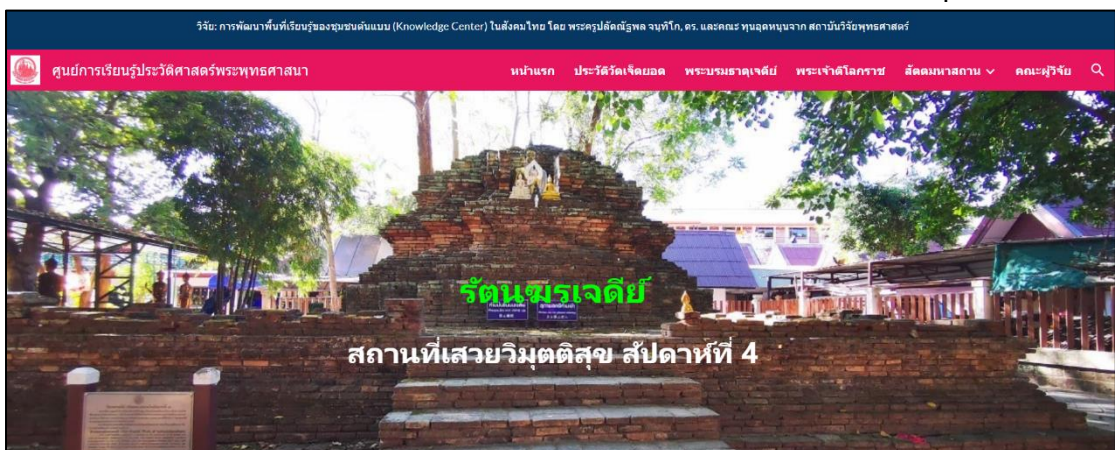 วิจัย: การพัฒนาพื้นที่เรียนรู้ของชุมชนต้นแบบ (Knowledge Center) ในสังคมไทย โดย พระครูปลัดณัฐพล จนฺทิโก, ดร. และคณะ ทุนอุดหนุนจาก สถาบันวิจัยพุทธศาสตร์
ศูนย์การเรียนรู้ประวัติศาสตร์พระพุทธศาสนา
หน้าแรก ประวัติวัดเจ็ดยอด พระบรมธาตุเจดีย์ พระเจ้าติโลกราช สัตตมหาสถาน คณะผู้วิจัย
รัตนฆรเจดีย์
สถานที่เสวยวิมุตติสุข สัปดาห์ที่ 4